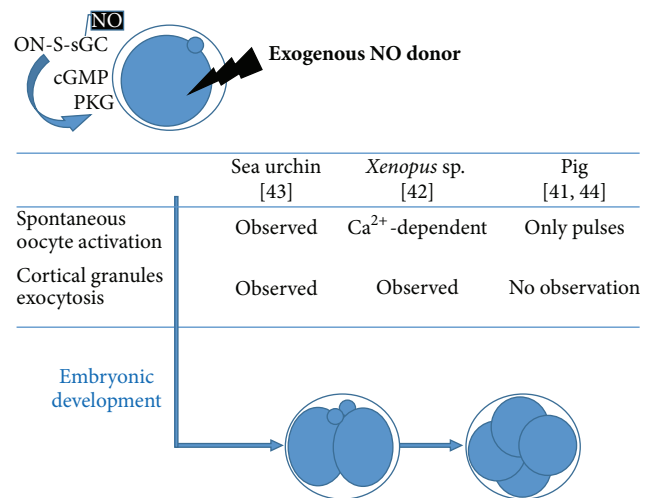 NO
ON-S-sGC
cGMP
PKG
Exogenous NO donor
Sea urchin Xenopus sp. Pig
[43] [42] [41, 44]
Spontaneous
oocyte activation Observed Ca2+-dependent Only pulses
Cortical granules
exocytosis Observed Observed No observation
Embryonic
development